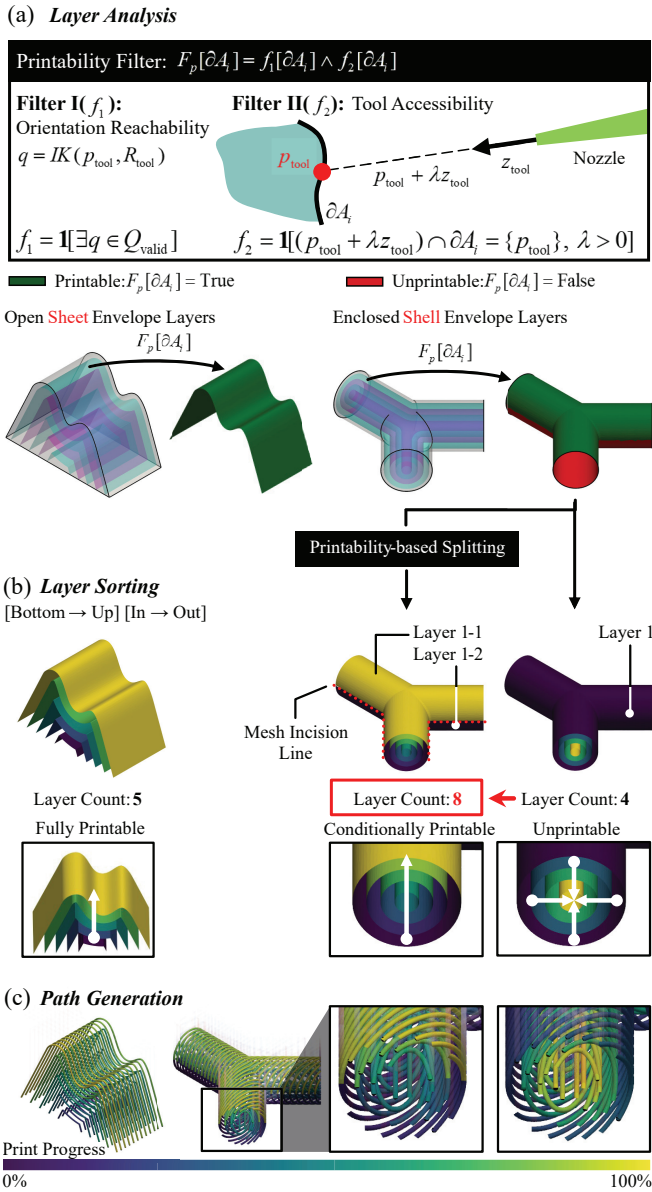 (a) Layer Analysis
Printability Filter: F_p[∂A_i] = f_1[∂A_i] ∧ f_2[∂A_i]
Filter I(f_1):
Orientation Reachability
q = IK(p_tool, R_tool)
f_1 = 1[∃q ∈ Q_valid]
Filter II(f_2): Tool Accessibility
p_tool
p_tool + λz_tool
z_tool
Nozzle
∂A_i
f_2 = 1[(p_tool + λz_tool) ∩ ∂A_i = {p_tool}, λ > 0]
Printable:F_p[∂A_i] = True
Unprintable:F_p[∂A_i] = False
Open Sheet Envelope Layers
F_p[∂A_i]
Enclosed Shell Envelope Layers
F_p[∂A_i]
Printability-based Splitting
(b) Layer Sorting
[Bottom → Up] [In → Out]
Layer 1-1
Layer 1-2
Layer 1
Mesh Incision
Line
Layer Count: 5
Layer Count: 8
Layer Count: 4
Fully Printable
Conditionally Printable
Unprintable
(c) Path Generation
Print Progress
0%
100%